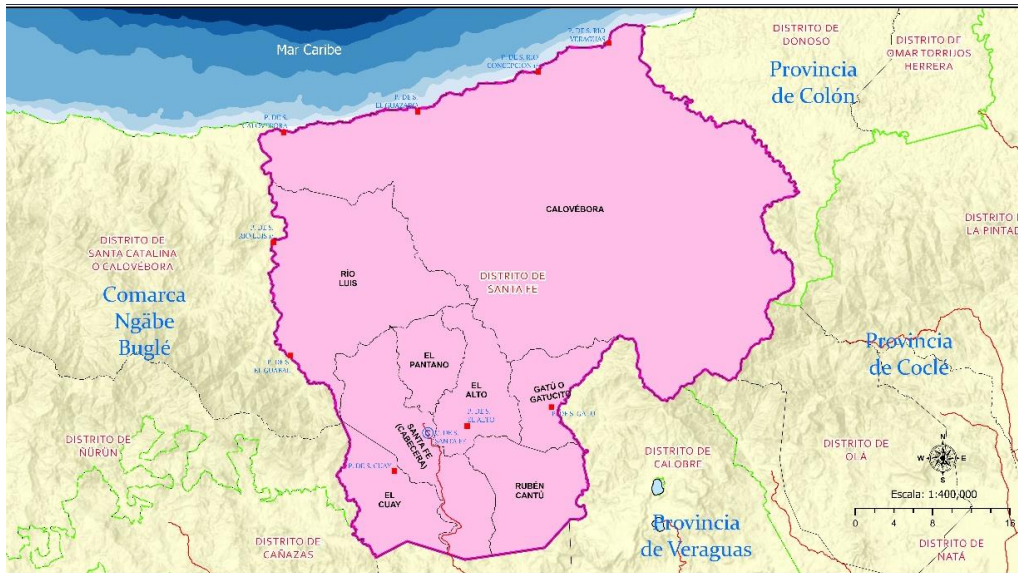 Mar Caribe
P. DE S. RIO
VERAGUAS
P. DE S. RIO
CONCEPCION
P. DE S.
EL GUAZARO
P. DE S.
CALOVEBORA
DISTRITO DE
DONOSO
DISTRITO DE
OMAR TORRIJOS
HERRERA
Provincia
de Colón
CALOVÉBORA
DISTRITO
LA PINTAD
P. DE S.
RIO LUIS
DISTRITO DE
SANTA CATALINA
O CALOVÉBORA
Comarca
Ngäbe
Buglé
RÍO
LUIS
DISTRITO DE
SANTA FE
Provincia
de Coclé
P. DE S.
EL GUABAL
EL
PANTANO
EL
ALTO
GATÚ O
GATUCITO
P. DE S. GATU
P. DE S.
EL ALTO
SANTA FE
(CABECERA)
C. DE S.
SANTA FE
P. DE S. CUAY
EL
CUAY
RUBÉN
CANTÚ
DISTRITO DE
ÑÜRÜN
DISTRITO DE
CAÑAZAS
DISTRITO DE
CALOBRE
Provincia
de Veraguas
DISTRITO DE
OLÁ
N
W E
S
Escala: 1:400,000
0 4 8 12 16
DISTRITO DE
NATÁ